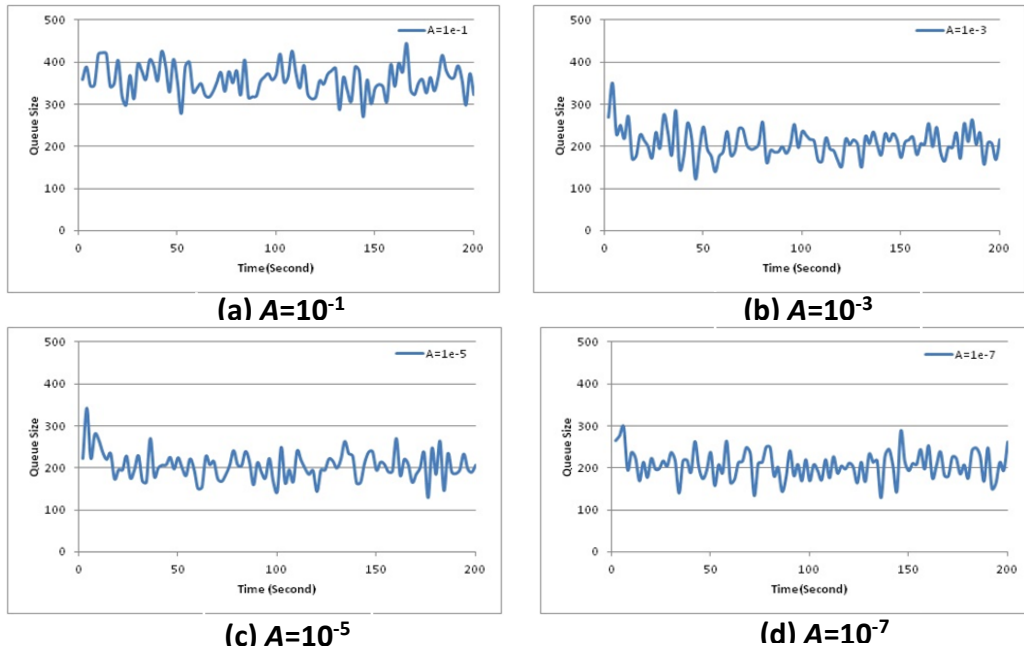 500
400
300
200
100
0
Queue Size
A=1e-1
0 50 100 150 200
Time(Second)
(a) A=10-1
500
400
300
200
100
0
Queue Size
A=1e-3
0 50 100 150 200
Time (Second)
(b) A=10-3
500
400
300
200
100
0
Queue Size
A=1e-5
0 50 100 150 200
Time (Second)
(c) A=10-5
500
400
300
200
100
0
Queue Size
A=1e-7
0 50 100 150 200
Time(Second)
(d) A=10-7